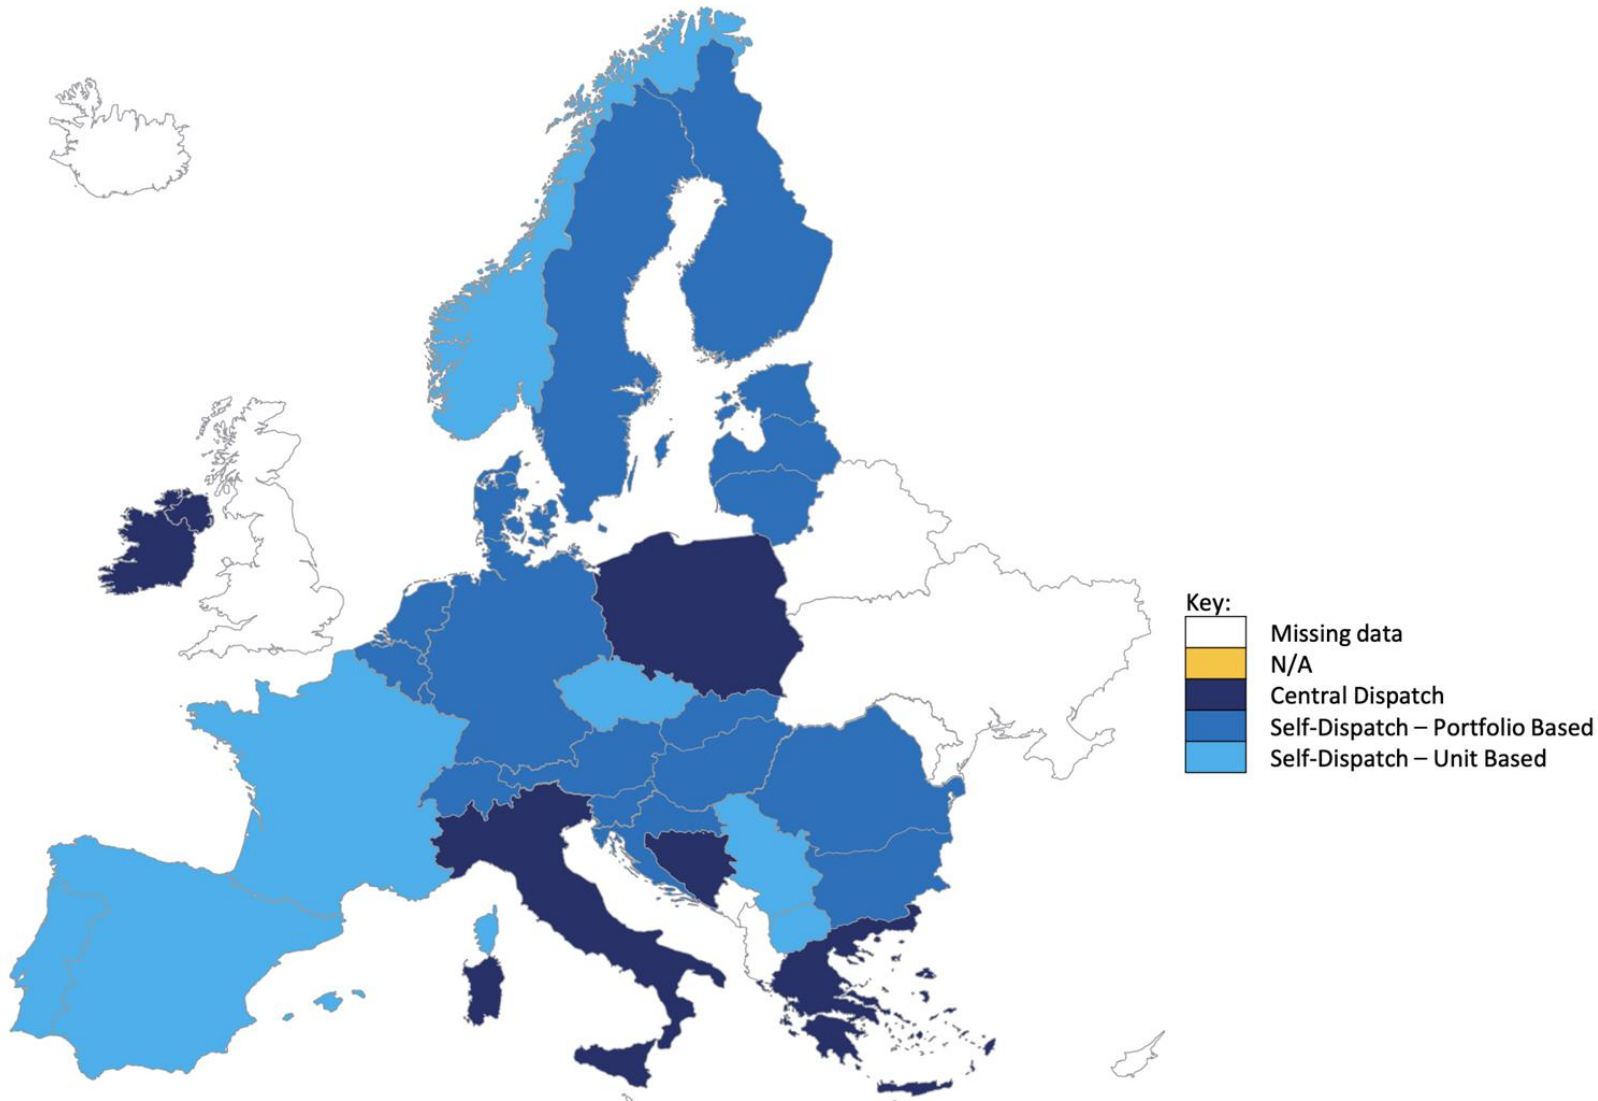 Key:
Missing data
N/A
Central Dispatch
Self-Dispatch – Portfolio Based
Self-Dispatch – Unit Based